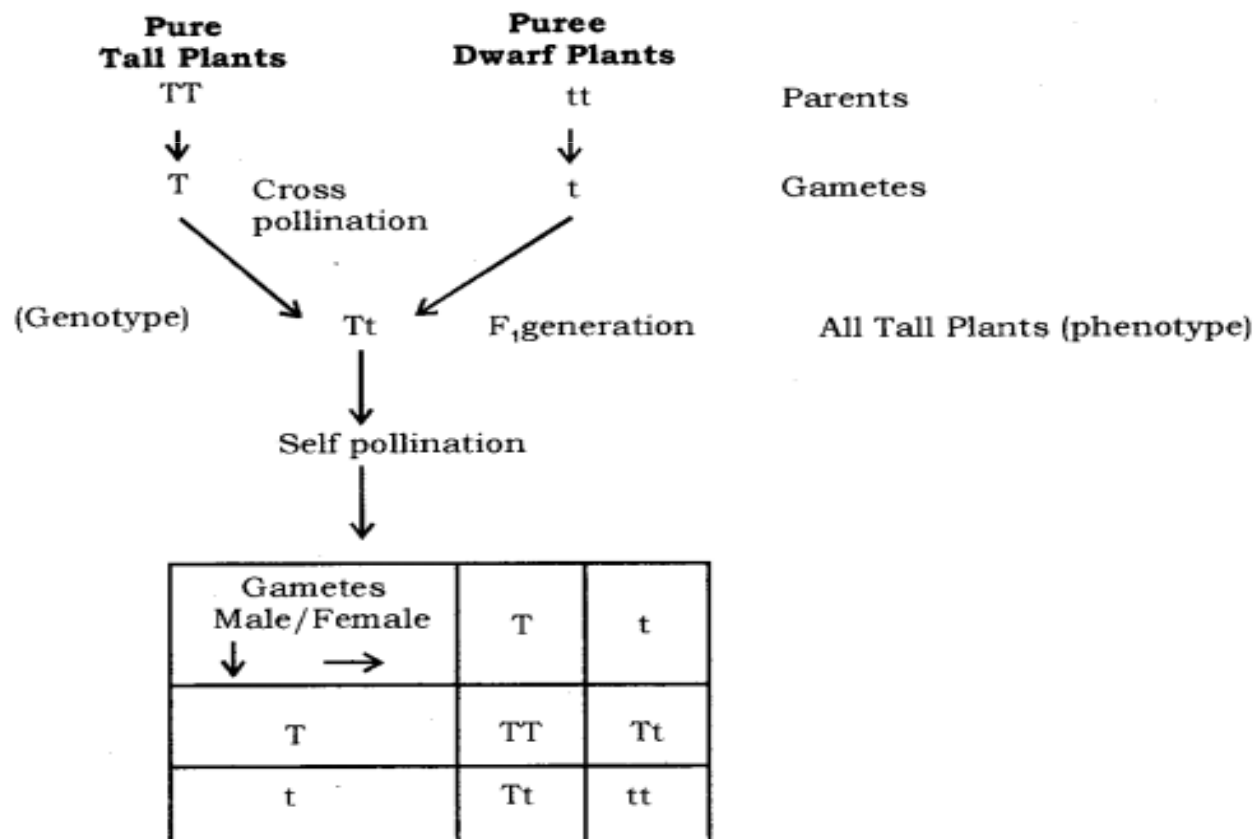 Pure Puree
Tall Plants Dwarf Plants
TT tt Parents
T Cross pollination t Gametes
(Genotype) Tt F₁generation All Tall Plants (phenotype)
Self pollination
Gametes
Male/Female T t
T TT Tt
t Tt tt